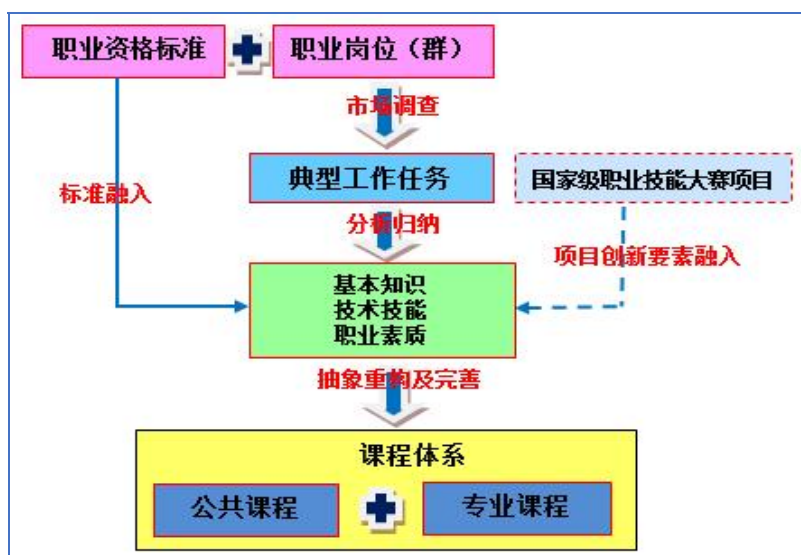 职业资格标准
职业岗位（群）
市场调查
典型工作任务
国家级职业技能大赛项目
标准融入
分析归纳
项目创新要素融入
基本知识
技术技能
职业素质
抽象重构及完善
课程体系
公共课程
专业课程